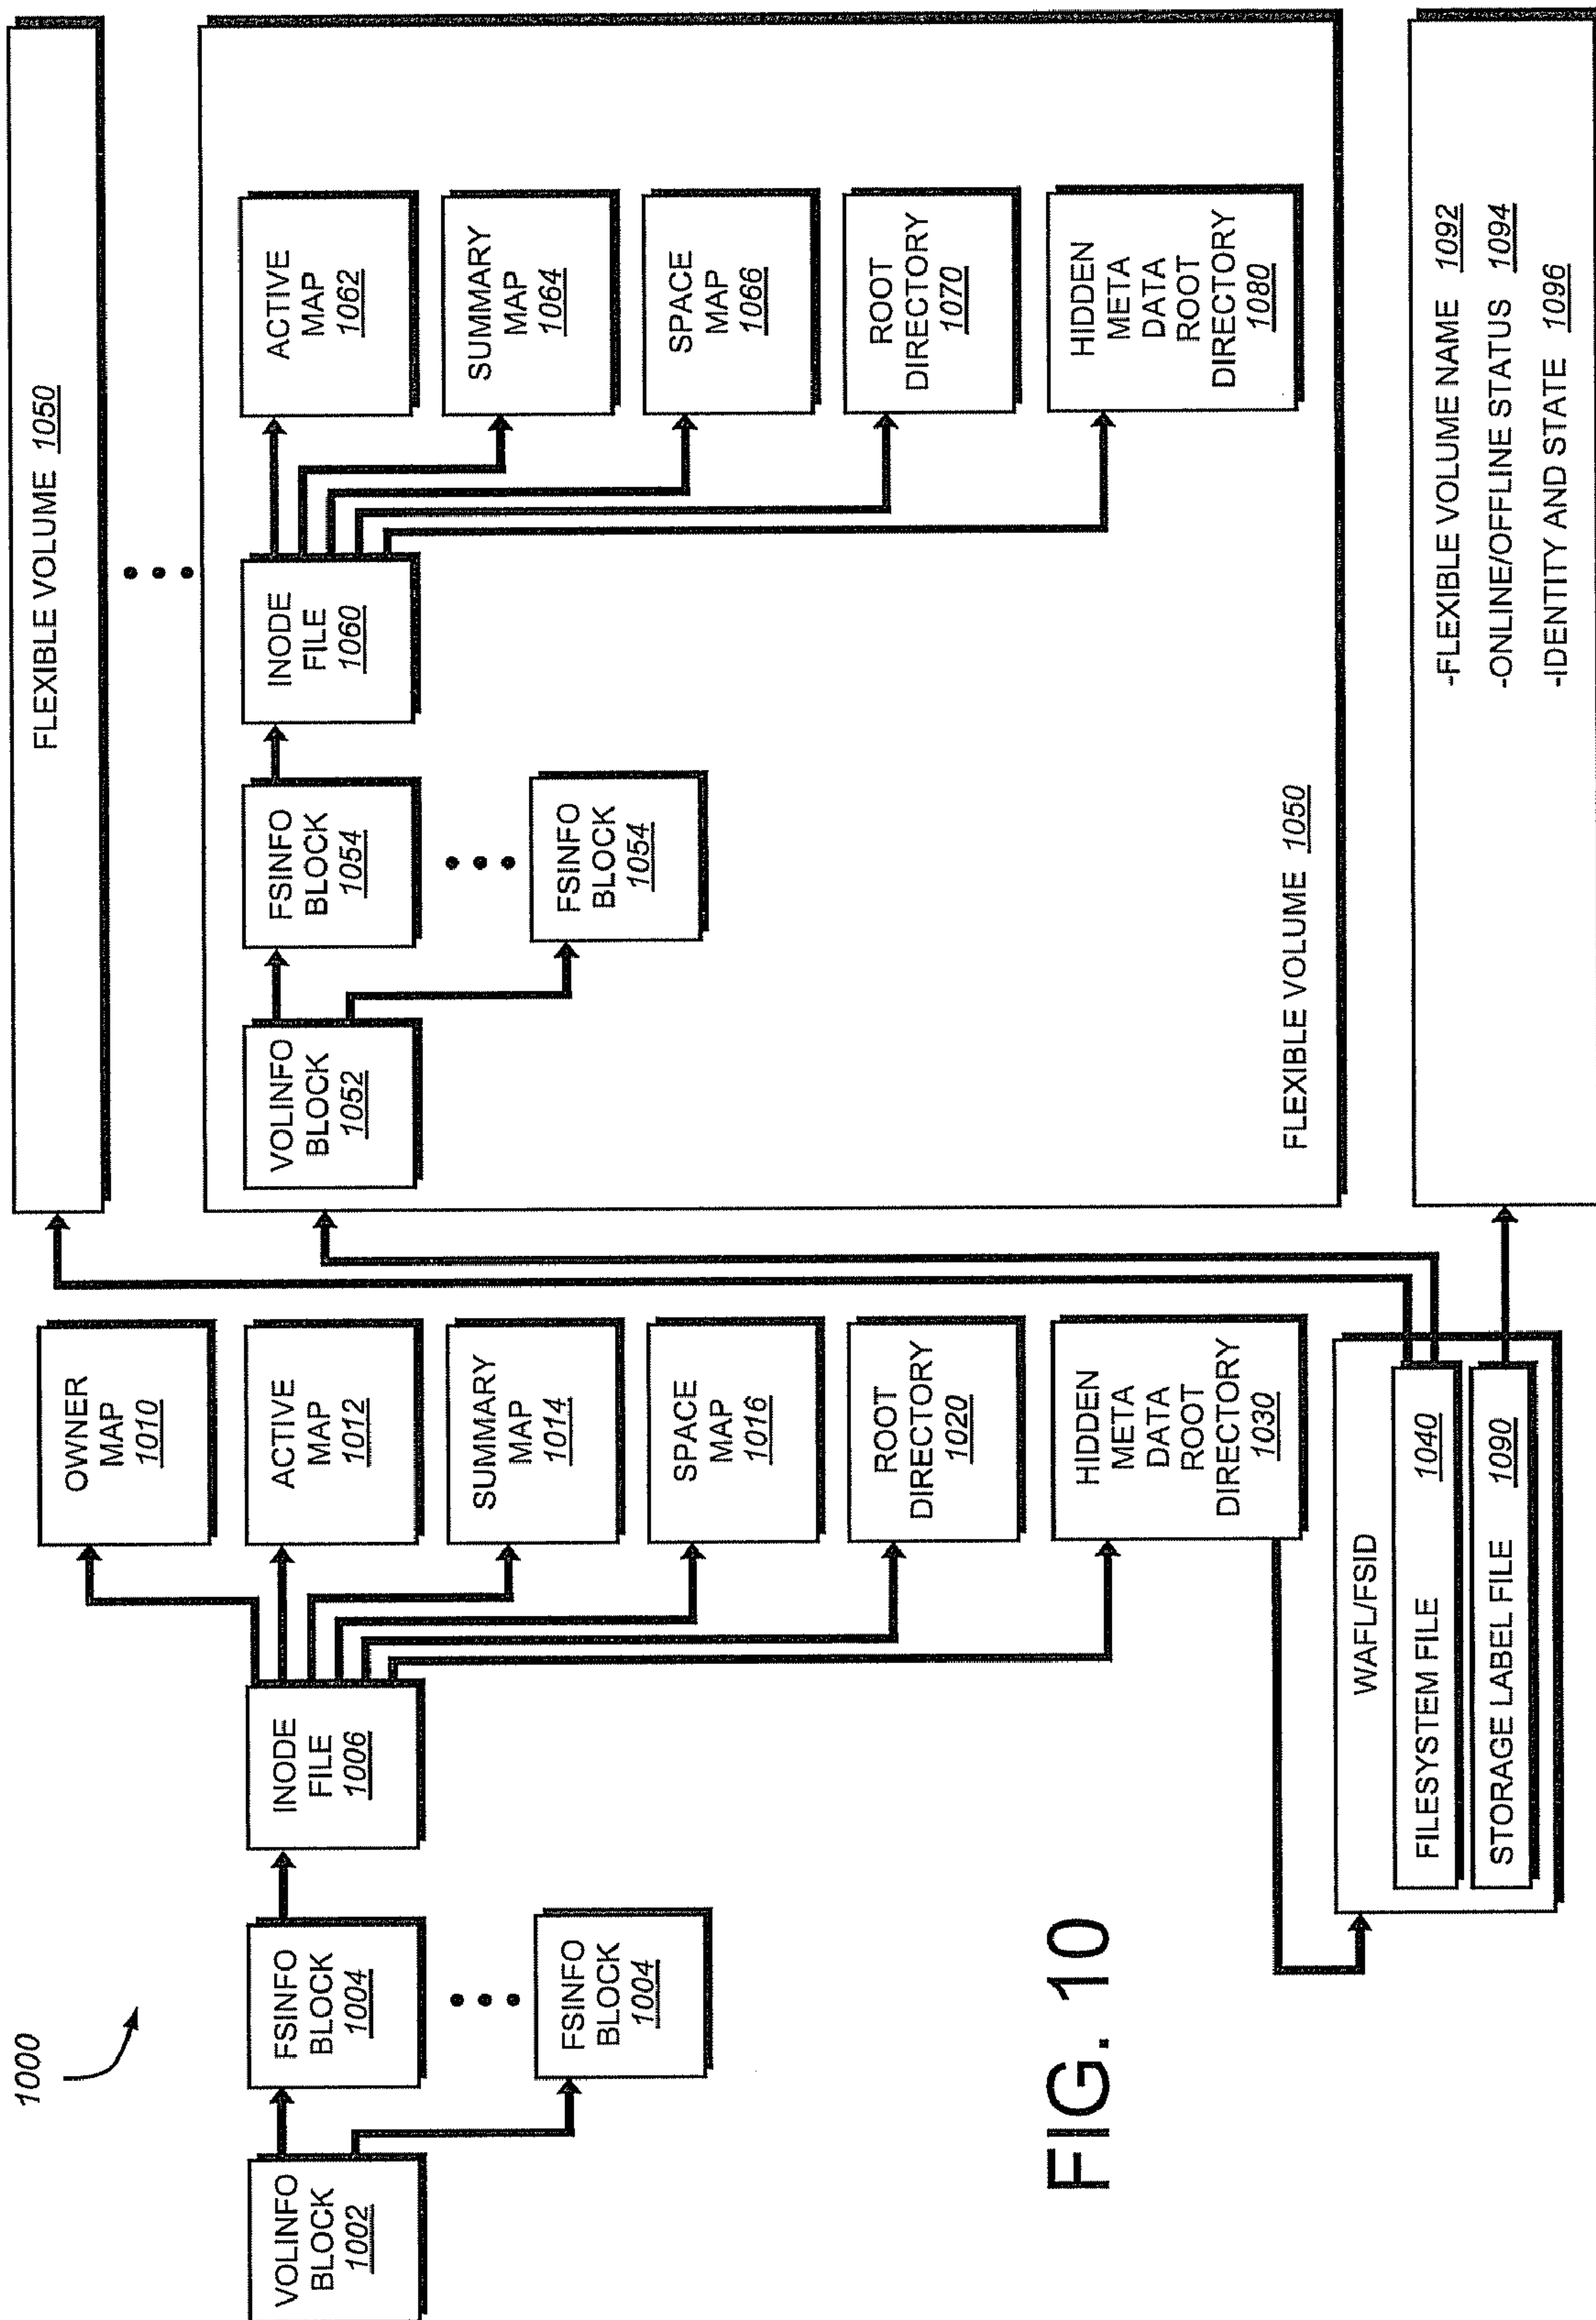 1000
VOLINFO
BLOCK
1002
FSINFO
BLOCK
1004
FSINFO
BLOCK
1004
INODE
FILE
1006
OWNER
MAP
1010
ACTIVE
MAP
1012
SUMMARY
MAP
1014
SPACE
MAP
1016
ROOT
DIRECTORY
1020
HIDDEN
META
DATA
ROOT
DIRECTORY
1030
WAFL/FSID
FILESYSTEM FILE 1040
STORAGE LABEL FILE 1090
FLEXIBLE VOLUME 1050
VOLINFO
BLOCK
1052
FSINFO
BLOCK
1054
FSINFO
BLOCK
1054
INODE
FILE
1060
ACTIVE
MAP
1062
SUMMARY
MAP
1064
SPACE
MAP
1066
ROOT
DIRECTORY
1070
HIDDEN
META
DATA
ROOT
DIRECTORY
1080
FLEXIBLE VOLUME 1050
-FLEXIBLE VOLUME NAME 1092
-ONLINE/OFFLINE STATUS 1094
-IDENTITY AND STATE 1096
FIG. 10